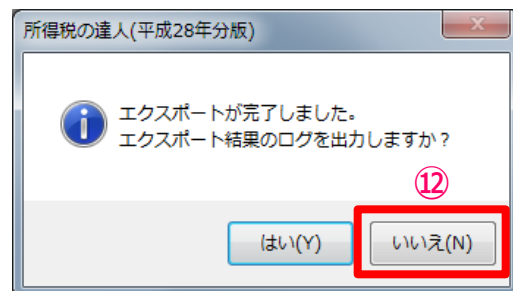 所得税の達人(平成28年分版)
エクスポートが完了しました。
エクスポート結果のログを出力しますか？
⑫
はい(Y)
いいえ(N)